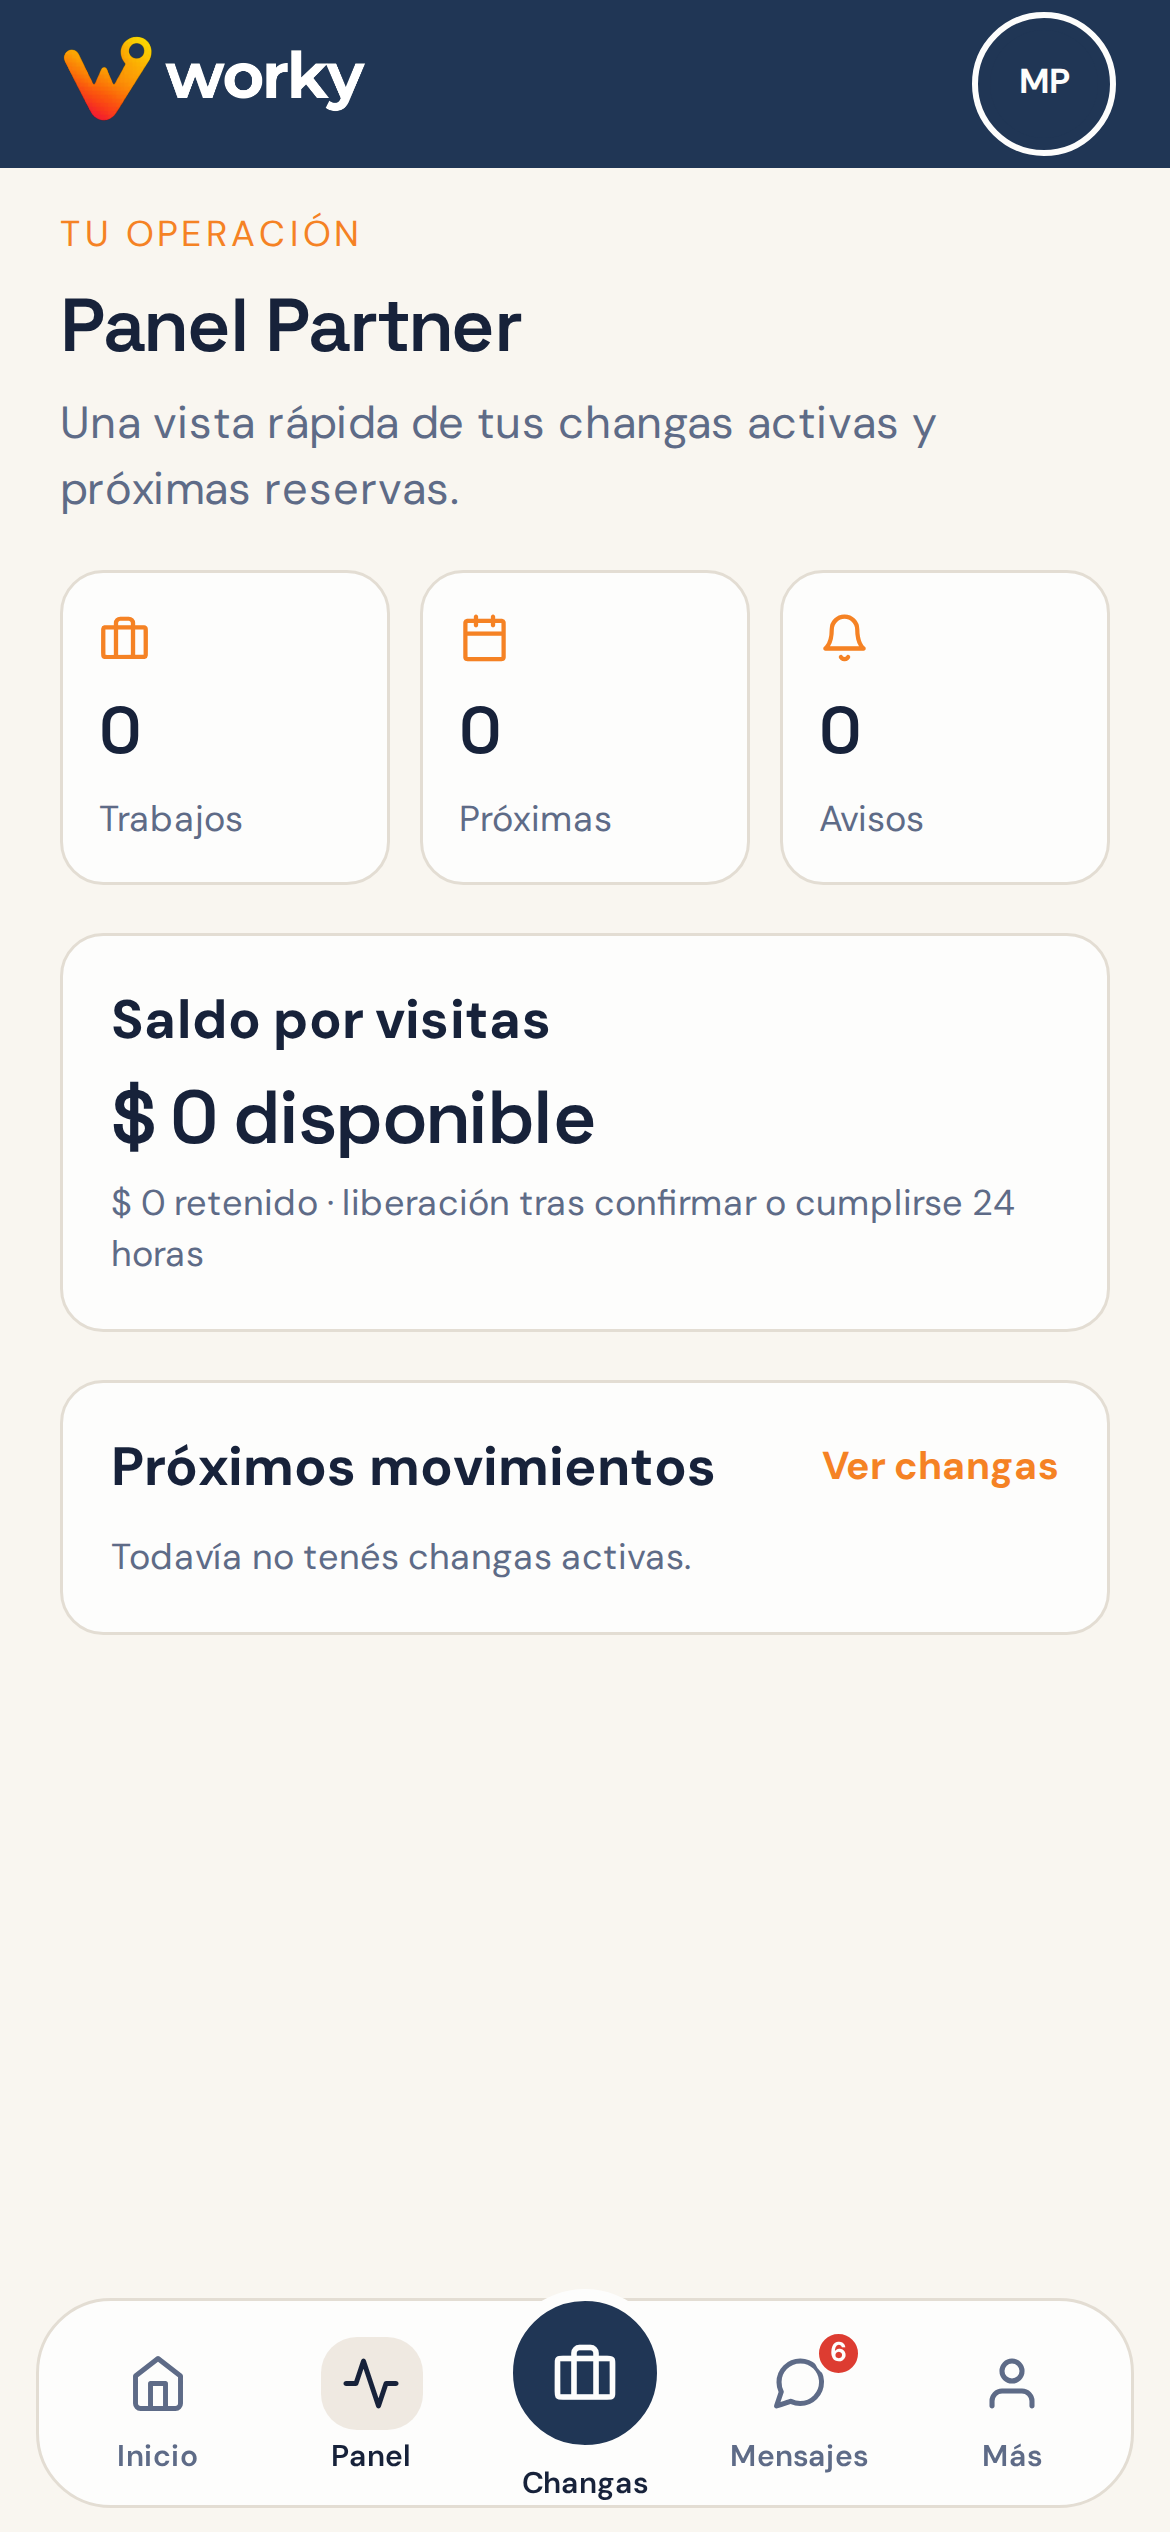 worky
MP
TU OPERACIÓN
Panel Partner
Una vista rápida de tus changas activas y
próximas reservas.
0
Trabajos
0
Próximas
0
Avisos
Saldo por visitas
$ 0 disponible
$ 0 retenido · liberación tras confirmar o cumplirse 24
horas
Próximos movimientos
Ver changas
Todavía no tenés changas activas.
Inicio
Panel
Changas
6
Mensajes
Más